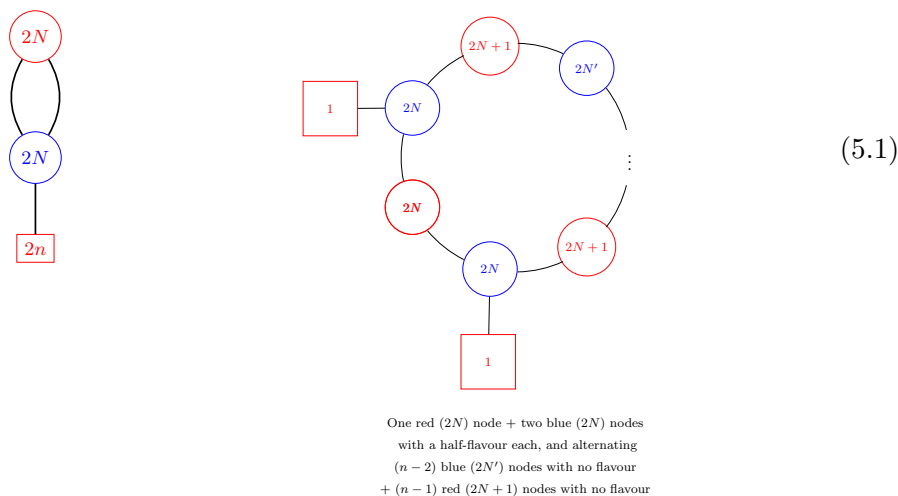 2N
2N
2n
2N + 1
2N′
2N
1
2N
2N
2N + 1
1
⋮
(5.1)
One red (2N) node + two blue (2N) nodes
with a half-flavour each, and alternating
(n − 2) blue (2N′) nodes with no flavour
+ (n − 1) red (2N + 1) nodes with no flavour